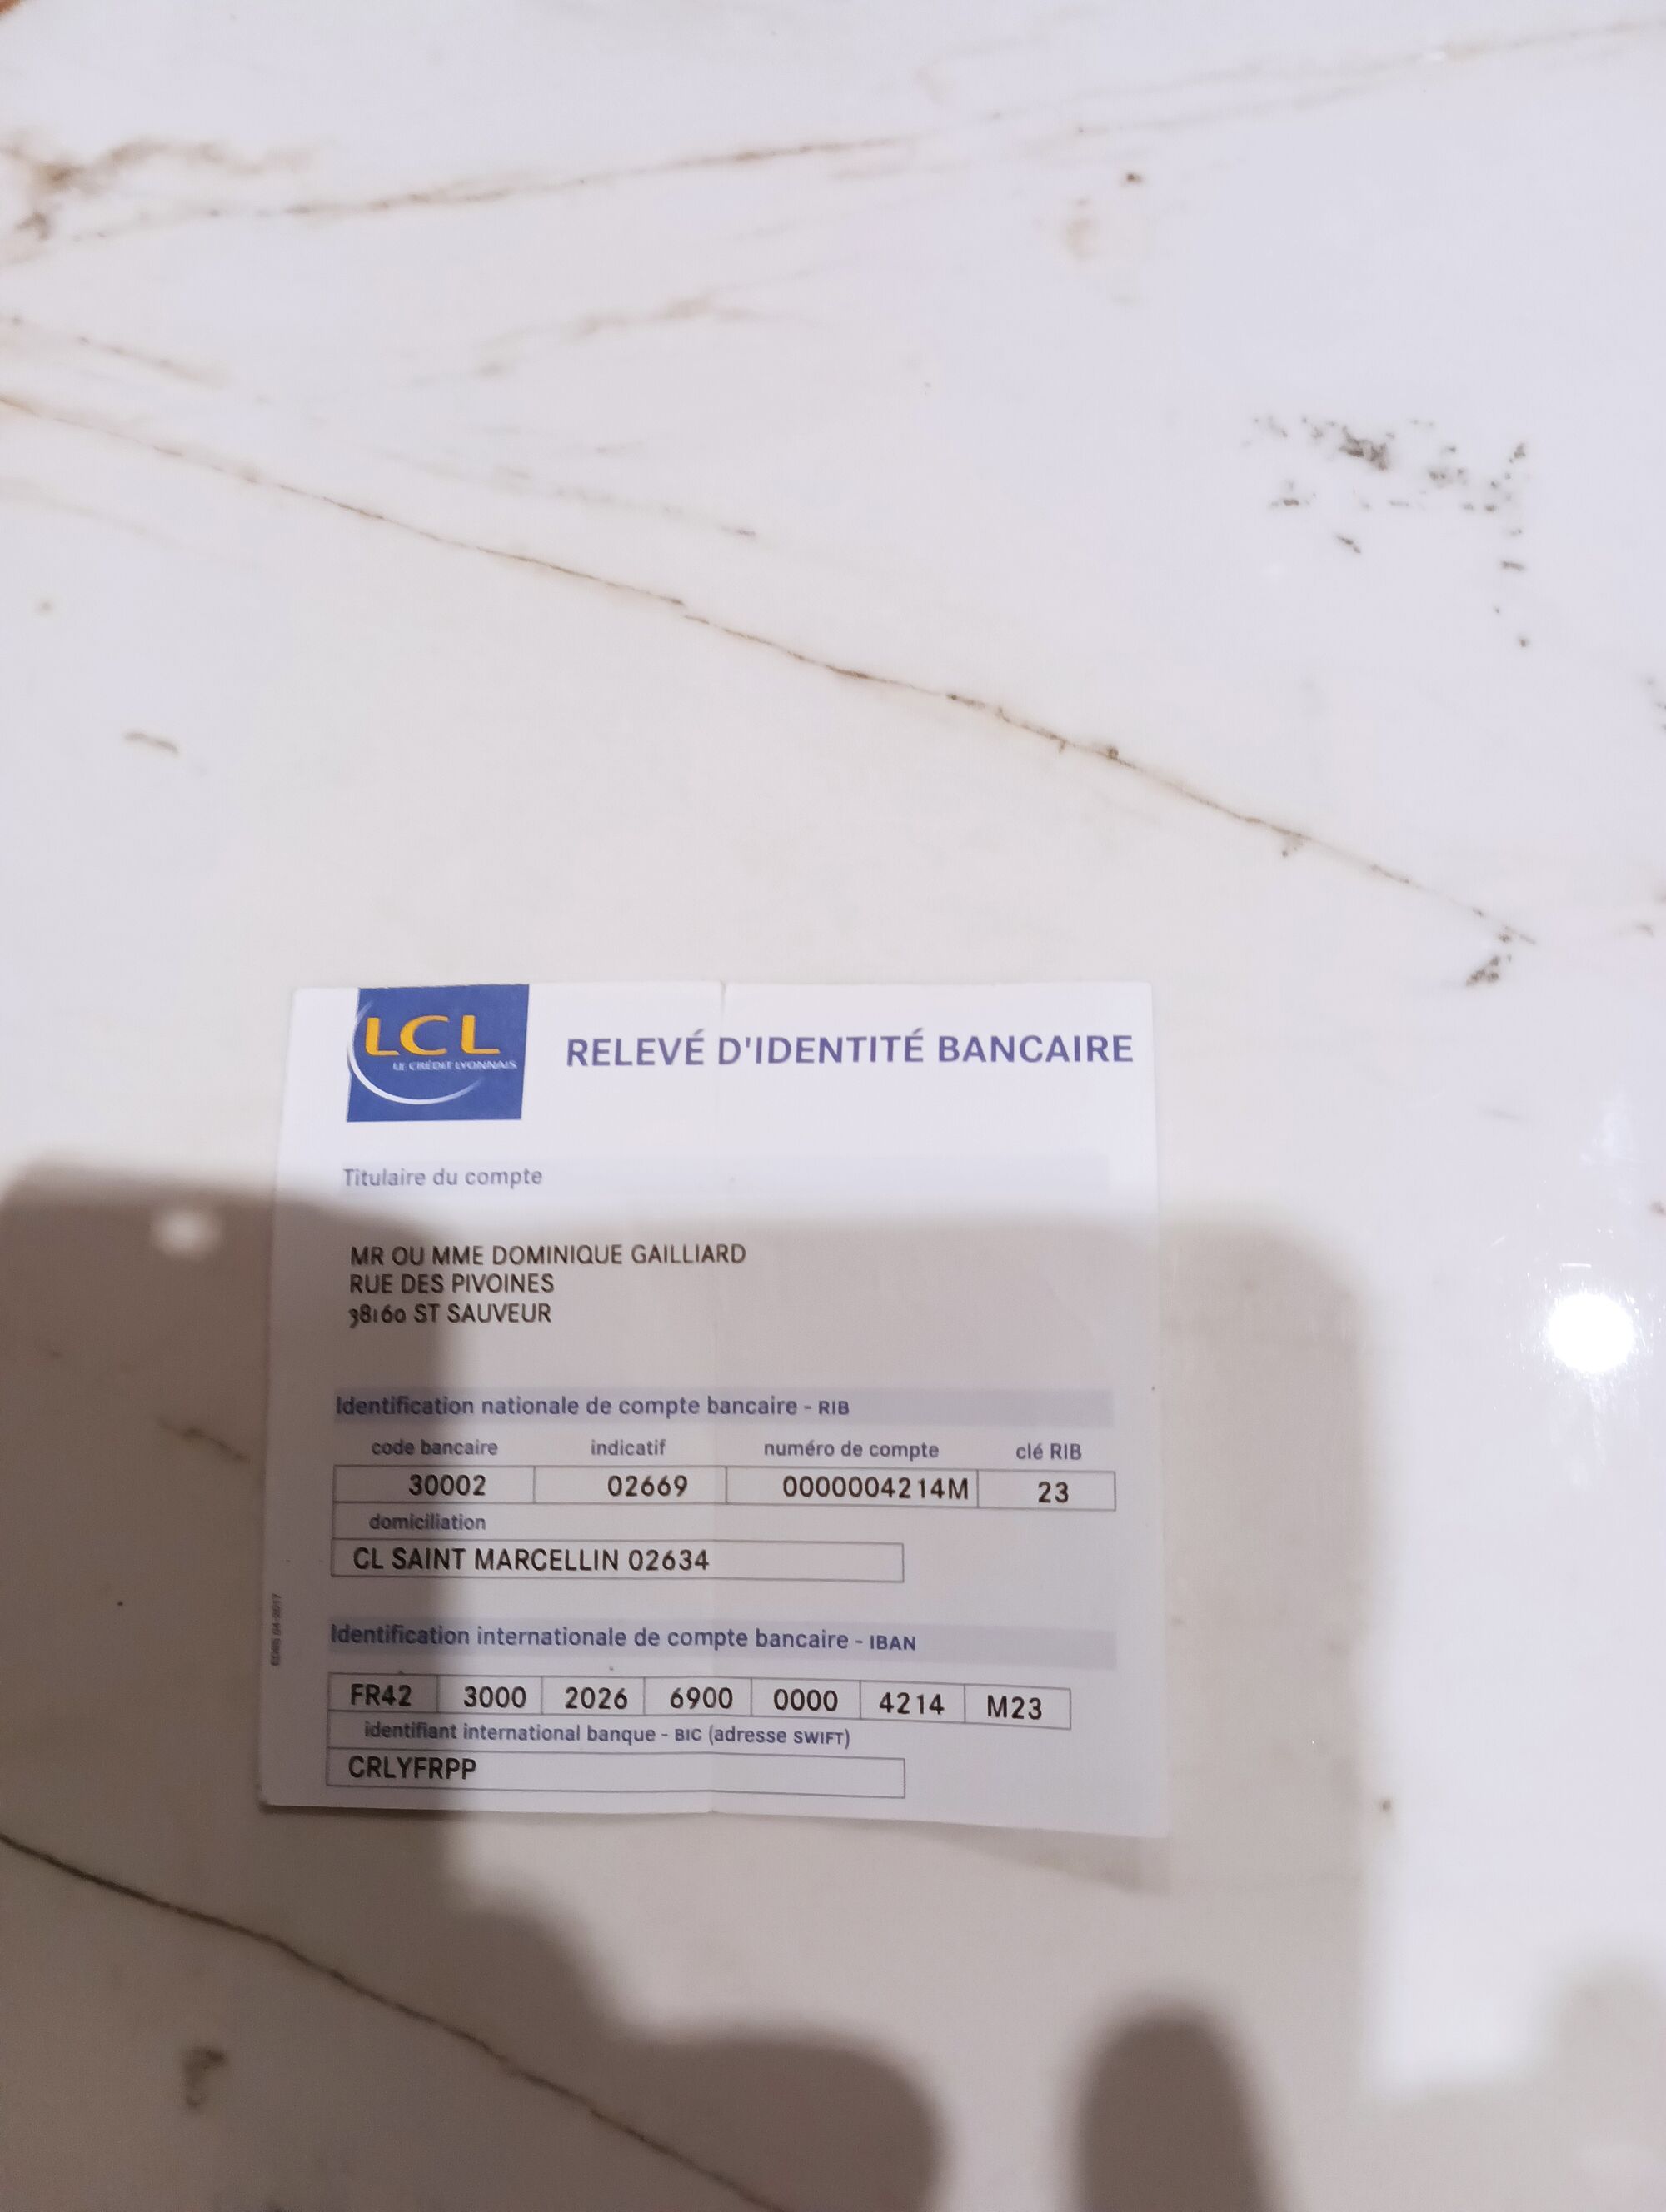 LCL
LE CRÉDIT LYONNAIS
RELEVÉ D'IDENTITÉ BANCAIRE
Titulaire du compte
MR OU MME DOMINIQUE GAILLIARD
RUE DES PIVOINES
38160 ST SAUVEUR
Identification nationale de compte bancaire - RIB
code bancaire indicatif numéro de compte clé RIB
30002 02669 0000004214M 23
domiciliation
CL SAINT MARCELLIN 02634
Identification internationale de compte bancaire - IBAN
FR42 3000 2026 6900 0000 4214 M23
identifiant international banque - BIC (adresse SWIFT)
CRLYFRPP